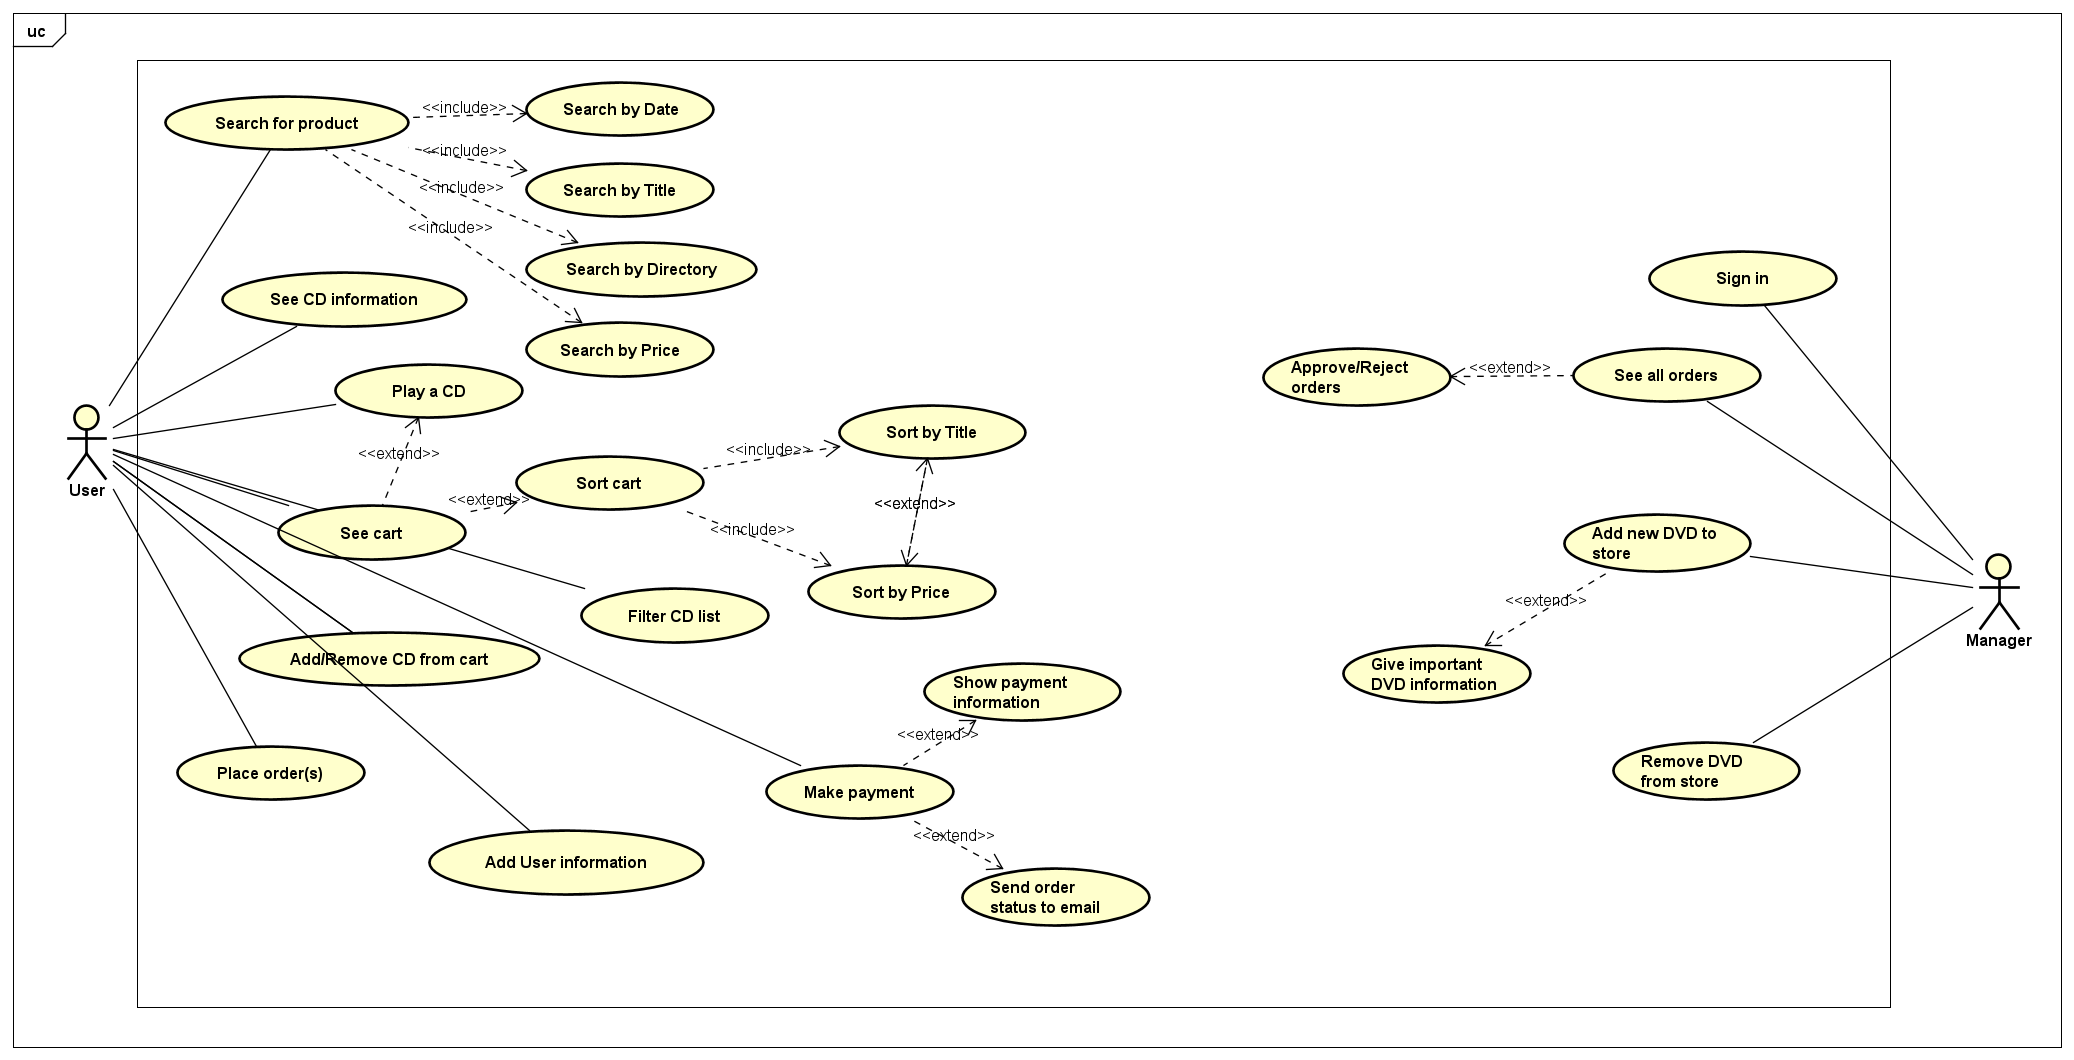 uc
Search for product
<<include>>
Search by Date
<<include>>
Search by Title
<<include>>
Search by Directory
<<include>>
Search by Price
See CD information
Play a CD
<<extend>>
User
See cart
<<extend>>
Sort cart
<<include>>
Sort by Title
<<extend>>
<<include>>
Sort by Price
Filter CD list
Add/Remove CD from cart
Place order(s)
Show payment
information
<<extend>>
Make payment
<<extend>>
Send order
status to email
Add User information
Sign in
Approve/Reject
orders
<<extend>>
See all orders
Add new DVD to
store
<<extend>>
Give important
DVD information
Manager
Remove DVD
from store